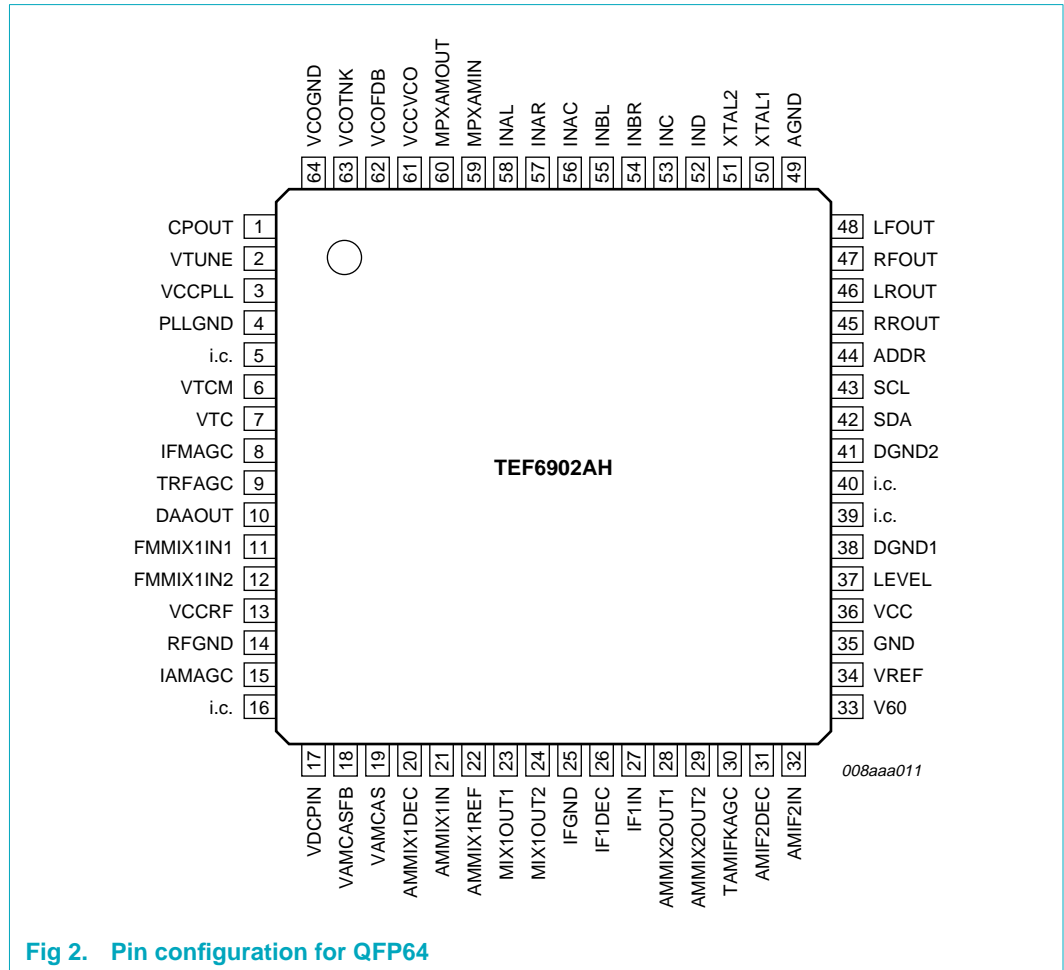 VCOGND
VCOTNK
VCOFDB
VCCVCO
MPXAMOUT
MPXAMIN
INAL
INAR
INAC
INBL
INBR
INC
IND
XTAL2
XTAL1
AGND
64 63 62 61 60 59 58 57 56 55 54 53 52 51 50 49
CPOUT 1
VTUNE 2
VCCPLL 3
PLLGND 4
i.c. 5
VTCM 6
VTC 7
IFMAGC 8
TRFAGC 9
DAAOUT 10
FMMIX1IN1 11
FMMIX1IN2 12
VCCRF 13
RFGND 14
IAMAGC 15
i.c. 16
TEF6902AH
48 LFOUT
47 RFOUT
46 LROUT
45 RROUT
44 ADDR
43 SCL
42 SDA
41 DGND2
40 i.c.
39 i.c.
38 DGND1
37 LEVEL
36 VCC
35 GND
34 VREF
33 V60
17 18 19 20 21 22 23 24 25 26 27 28 29 30 31 32
VDCPIN
VAMCASFB
VAMCAS
AMMIX1DEC
AMMIX1IN
AMMIX1REF
MIX1OUT1
MIX1OUT2
IFGND
IF1DEC
IF1IN
AMMIX2OUT1
AMMIX2OUT2
TAMIFKAGC
AMIF2DEC
AMIF2IN
008aaa011
Fig 2. Pin configuration for QFP64